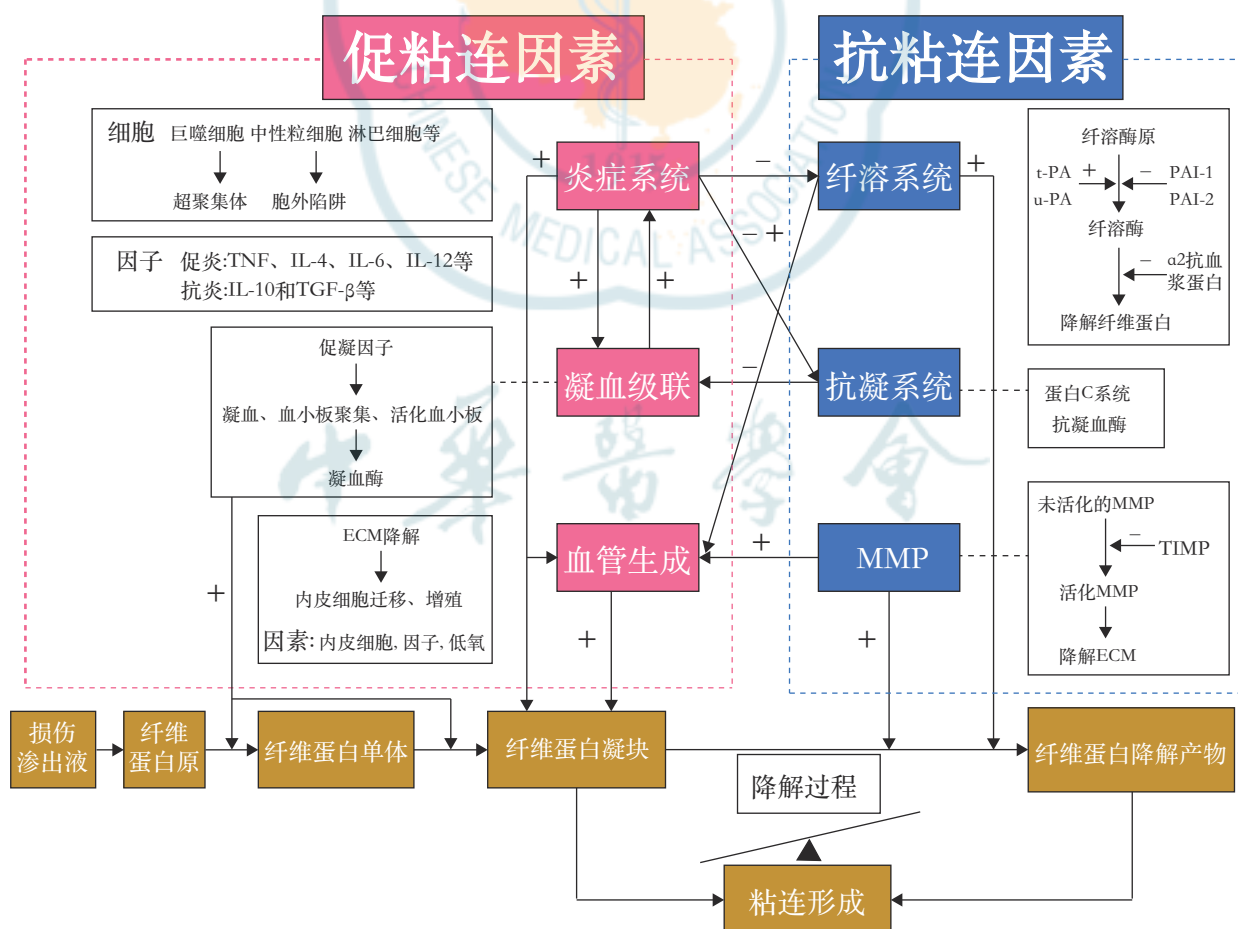 促粘连因素
抗粘连因素
细胞 巨噬细胞 中性粒细胞 淋巴细胞等
超聚集体 胞外陷阱
因子 促炎:TNF、IL-4、IL-6、IL-12等
抗炎:IL-10和TGF-β等
促凝因子
凝血、血小板聚集、活化血小板
凝血酶
ECM降解
内皮细胞迁移、增殖
因素: 内皮细胞, 因子, 低氧
+
炎症系统
−
纤溶系统
+
− +
+
+
凝血级联
−
抗凝系统
血管生成
+
MMP
+
+
+
纤溶酶原
t-PA + − PAI-1
u-PA PAI-2
纤溶酶
− α2抗血
浆蛋白
降解纤维蛋白
蛋白C系统
抗凝血酶
未活化的MMP
− TIMP
活化MMP
降解ECM
损伤
渗出液
纤维
蛋白原
纤维蛋白单体
纤维蛋白凝块
纤维蛋白降解产物
降解过程
粘连形成
CHINESE MEDICAL ASSOCIATION
1915
中华醫學會